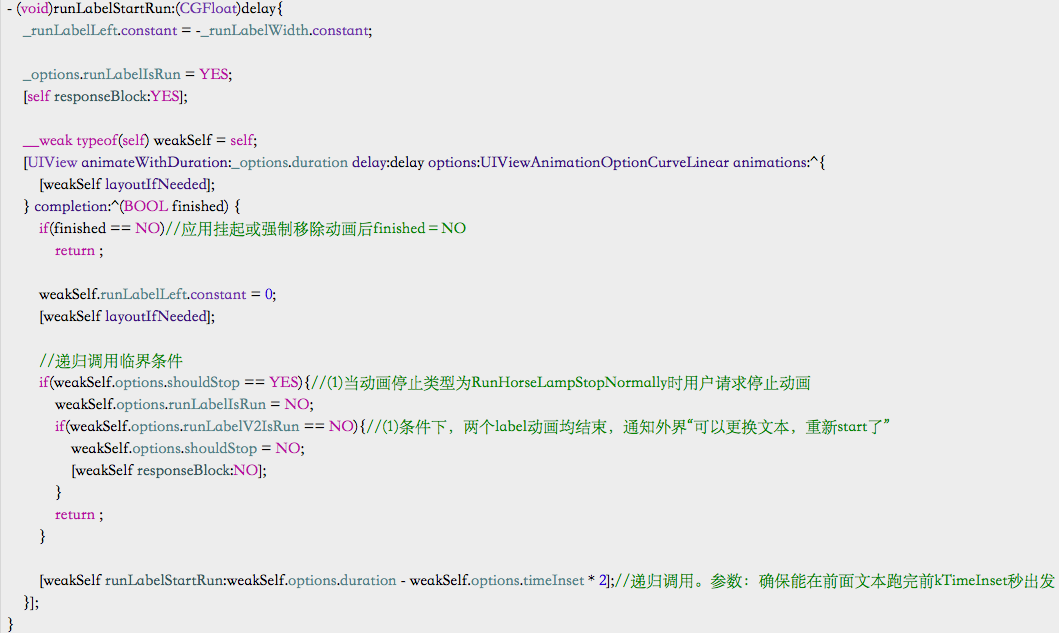 - (void)runLabelStartRun:(CGFloat)delay{
_runLabelLeft.constant = -_runLabelWidth.constant;
_options.runLabelIsRun = YES;
[self responseBlock:YES];
__weak typeof(self) weakSelf = self;
[UIView animateWithDuration:_options.duration delay:delay options:UIViewAnimationOptionCurveLinear animations:^{
[weakSelf layoutIfNeeded];
} completion:^(BOOL finished) {
if(finished == NO)//应用挂起或强制移除动画后finished＝NO
return ;
weakSelf.runLabelLeft.constant = 0;
[weakSelf layoutIfNeeded];
//递归调用临界条件
if(weakSelf.options.shouldStop == YES){//(1)当动画停止类型为RunHorseLampStopNormally时用户请求停止动画
weakSelf.options.runLabelIsRun = NO;
if(weakSelf.options.runLabelV2IsRun == NO){//(1)条件下，两个label动画均结束，通知外界“可以更换文本，重新start了”
weakSelf.options.shouldStop = NO;
[weakSelf responseBlock:NO];
}
return ;
}
[weakSelf runLabelStartRun:weakSelf.options.duration - weakSelf.options.timeInset * 2];//递归调用。参数：确保能在前面文本跑完前kTimeInset秒出发
}];
}